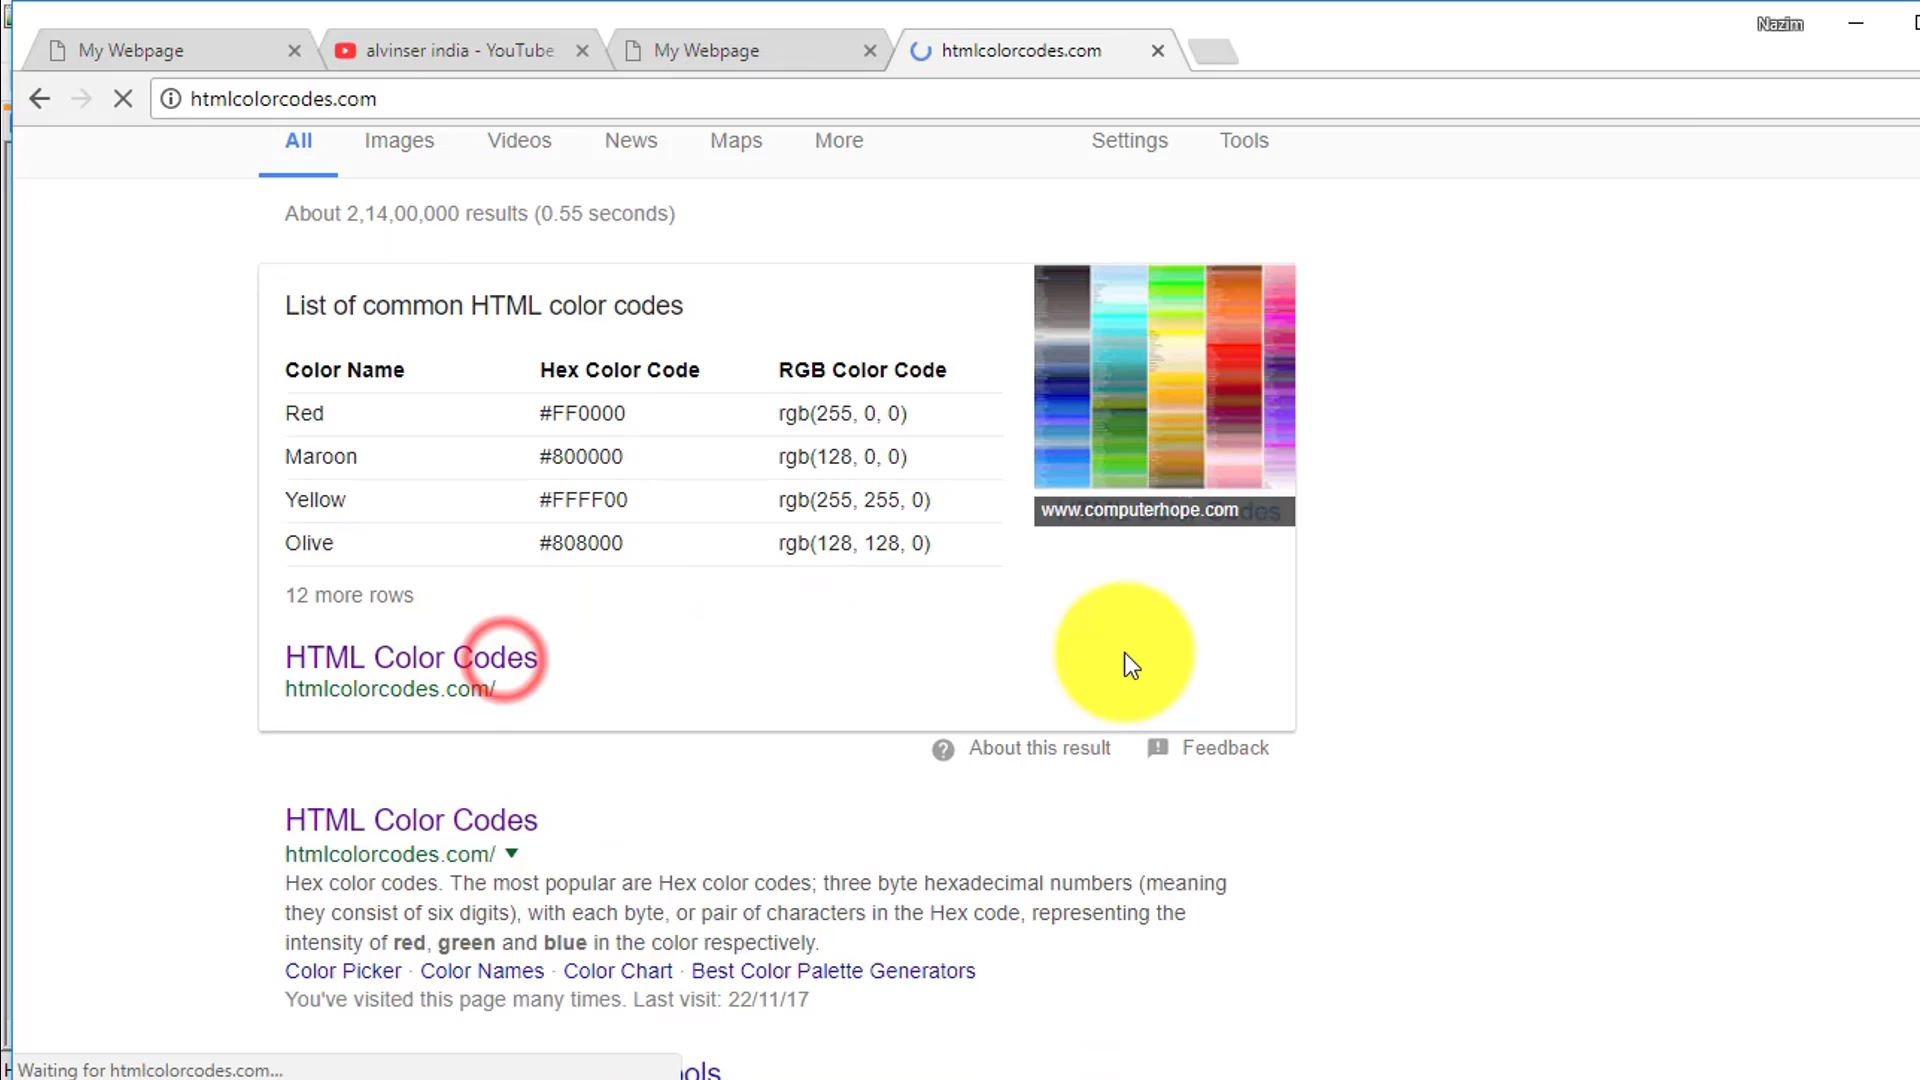 Nazim
My Webpage
alvinser india - YouTube
My Webpage
htmlcolorcodes.com
htmlcolorcodes.com
All Images Videos News Maps More Settings Tools
About 2,14,00,000 results (0.55 seconds)
List of common HTML color codes
Color Name Hex Color Code RGB Color Code
Red #FF0000 rgb(255, 0, 0)
Maroon #800000 rgb(128, 0, 0)
Yellow #FFFF00 rgb(255, 255, 0)
Olive #808000 rgb(128, 128, 0)
www.computerhope.com
12 more rows
HTML Color Codes
htmlcolorcodes.com/
About this result Feedback
HTML Color Codes
htmlcolorcodes.com/
Hex color codes. The most popular are Hex color codes; three byte hexadecimal numbers (meaning
they consist of six digits), with each byte, or pair of characters in the Hex code, representing the
intensity of red, green and blue in the color respectively.
Color Picker · Color Names · Color Chart · Best Color Palette Generators
You've visited this page many times. Last visit: 22/11/17
Waiting for htmlcolorcodes.com...